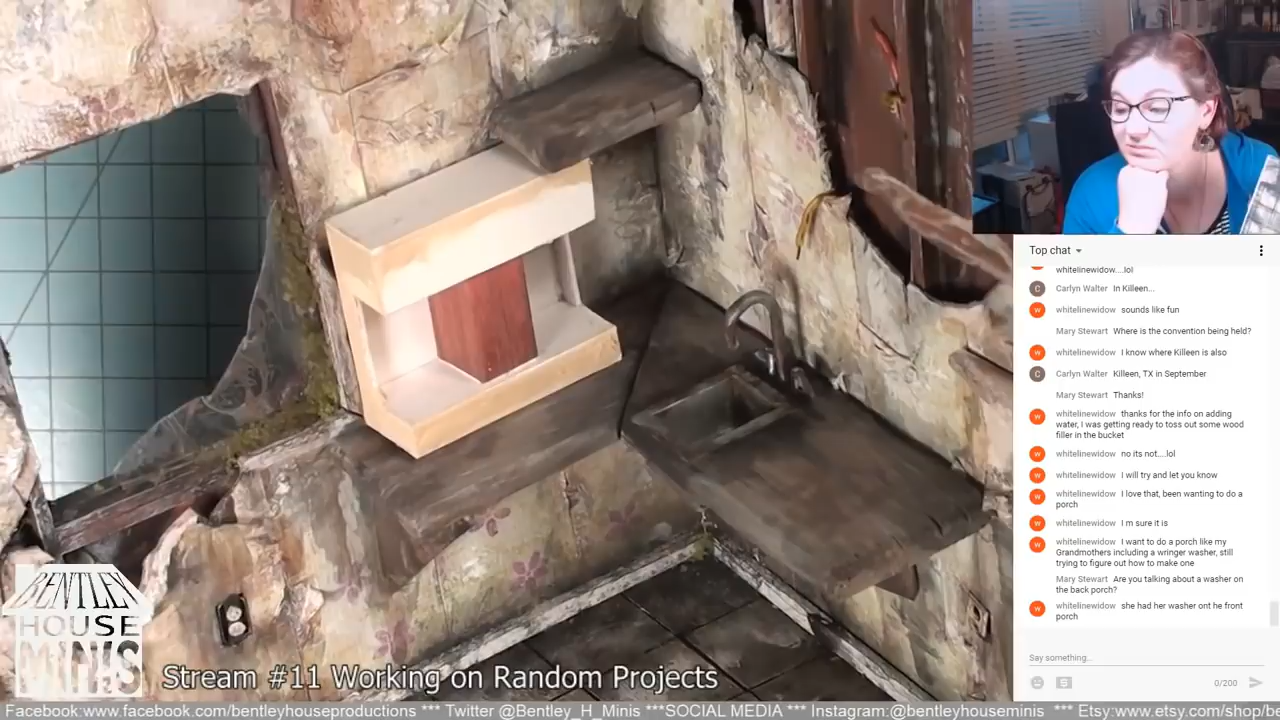 Top chat
whitelinewidow....lol
C Carlyn Walter In Killeen...
w whitelinewidow sounds like fun
Mary Stewart Where is the convention being held?
w whitelinewidow I know where Killeen is also
C Carlyn Walter Killeen, TX in September
Mary Stewart Thanks!
w whitelinewidow thanks for the info on adding
water, I was getting ready to toss out some wood
filler in the bucket
w whitelinewidow no its not....lol
w whitelinewidow I will try and let you know
w whitelinewidow I love that, been wanting to do a
porch
w whitelinewidow I m sure it is
w whitelinewidow I want to do a porch like my
Grandmothers including a wringer washer, still
trying to figure out how to make one
Mary Stewart Are you talking about a washer on
the back porch?
w whitelinewidow she had her washer ont he front
porch
Say something...
0/200
BENTLEY
HOUSE
MINIS
Stream #11 Working on Random Projects
Facebook:www.facebook.com/bentleyhouseproductions *** Twitter @Bentley_H_Minis ***SOCIAL MEDIA *** Instagram:@bentleyhouseminis *** Etsy:www.etsy.com/shop/be